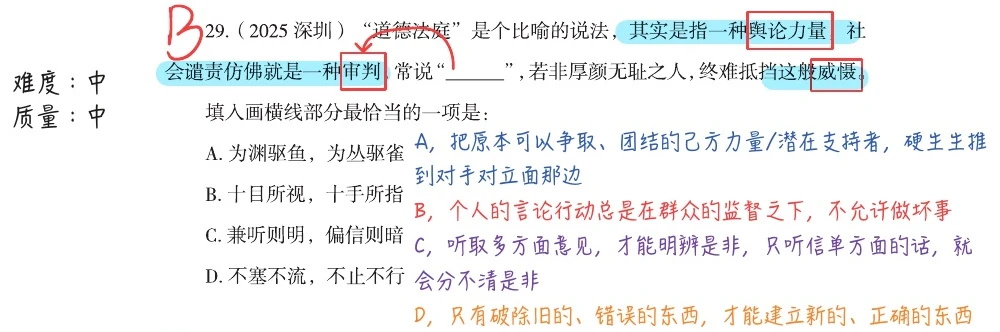 B 29.（2025 深圳）“道德法庭”是个比喻的说法，其实是指一种舆论力量，社
会谴责仿佛就是一种审判，常说“______”，若非厚颜无耻之人，终难抵挡这般威慑。
难度：中
质量：中
填入画横线部分最恰当的一项是：
A. 为渊驱鱼，为丛驱雀
A，把原本可以争取、团结的己方力量/潜在支持者，硬生生推
到对手对立面那边
B. 十目所视，十手所指
B，个人的言论行动总是在群众的监督之下，不允许做坏事
C. 兼听则明，偏信则暗
C，听取多方面意见，才能明辨是非，只听信单方面的话，就
会分不清是非
D. 不塞不流，不止不行
D，只有破除旧的、错误的东西，才能建立新的、正确的东西